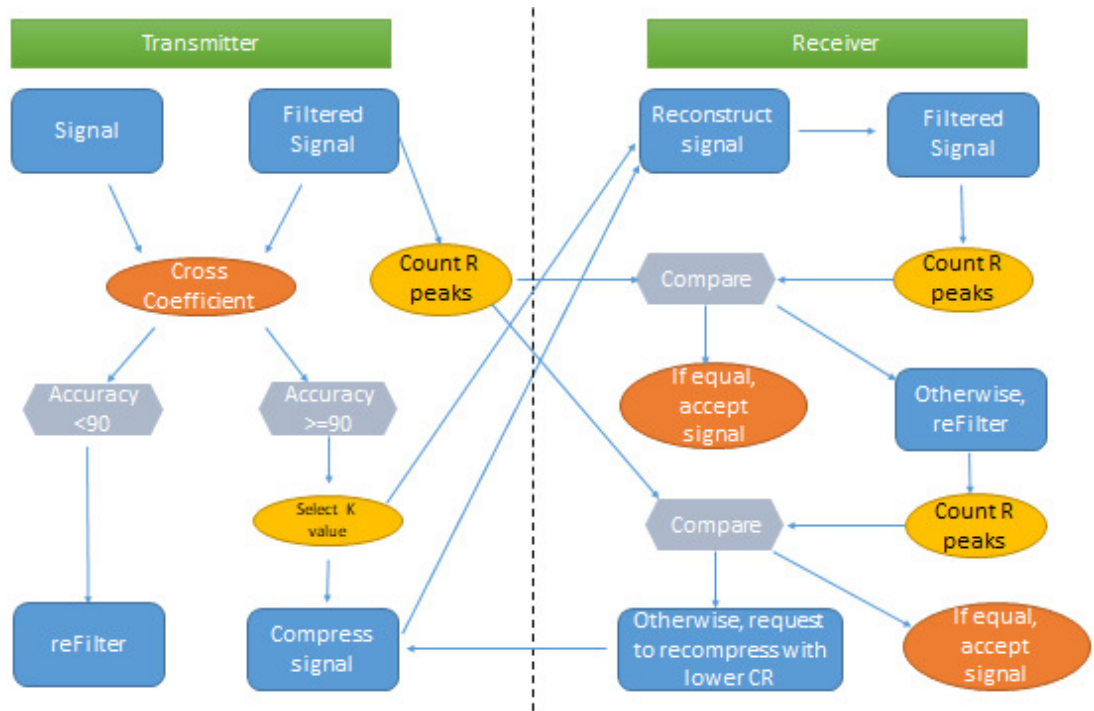 Transmitter
Receiver
Signal
Filtered
Signal
Reconstruct
signal
Filtered
Signal
Cross
Coefficient
Count R
peaks
Compare
Count R
peaks
Accuracy
<90
Accuracy
>=90
If equal,
accept
signal
Otherwise,
reFilter
Select K
value
Compare
Count R
peaks
reFilter
Compress
signal
Otherwise, request
to recompress with
lower CR
If equal,
accept
signal